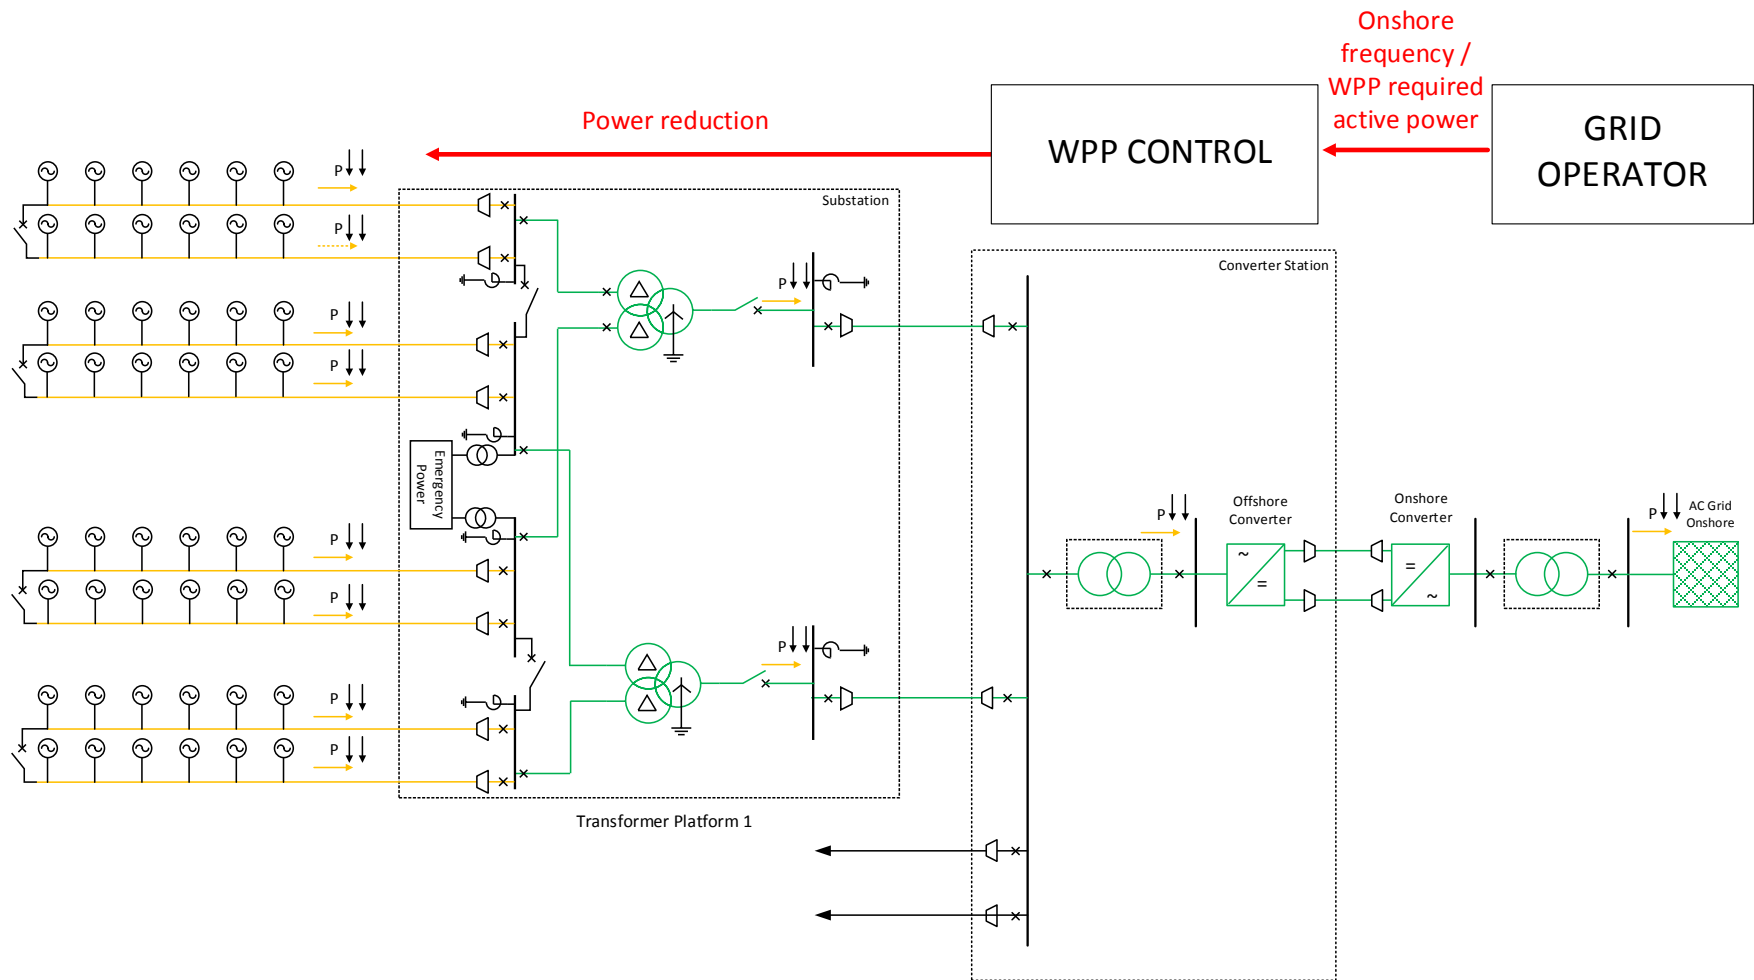 Onshore
frequency /
WPP required
active power
Power reduction
WPP CONTROL
GRID
OPERATOR
Substation
Converter Station
P
P
P
P
P
P
P
P
P
P
P
P
Emergency
Power
Offshore
Converter
Onshore
Converter
AC Grid
Onshore
Transformer Platform 1